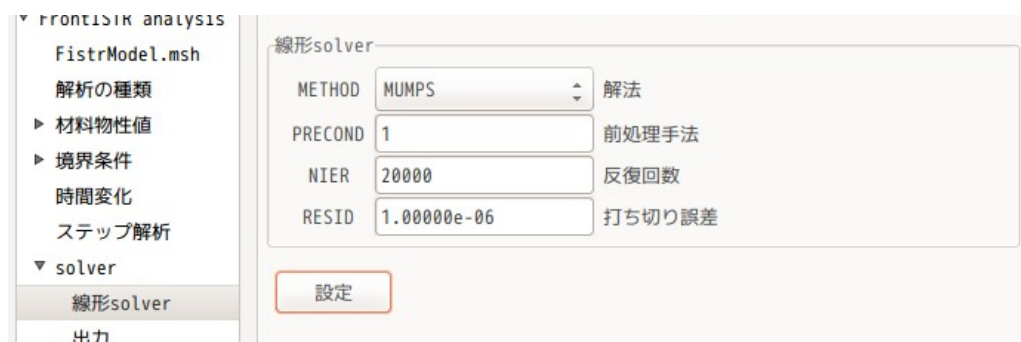 FrontISTR analysis
FistrModel.msh
解析の種類
材料物性値
境界条件
時間変化
ステップ解析
solver
線形solver
出力
線形solver
METHOD MUMPS 解法
PRECOND 1 前処理手法
NIER 20000 反復回数
RESID 1.00000e-06 打ち切り誤差
設定